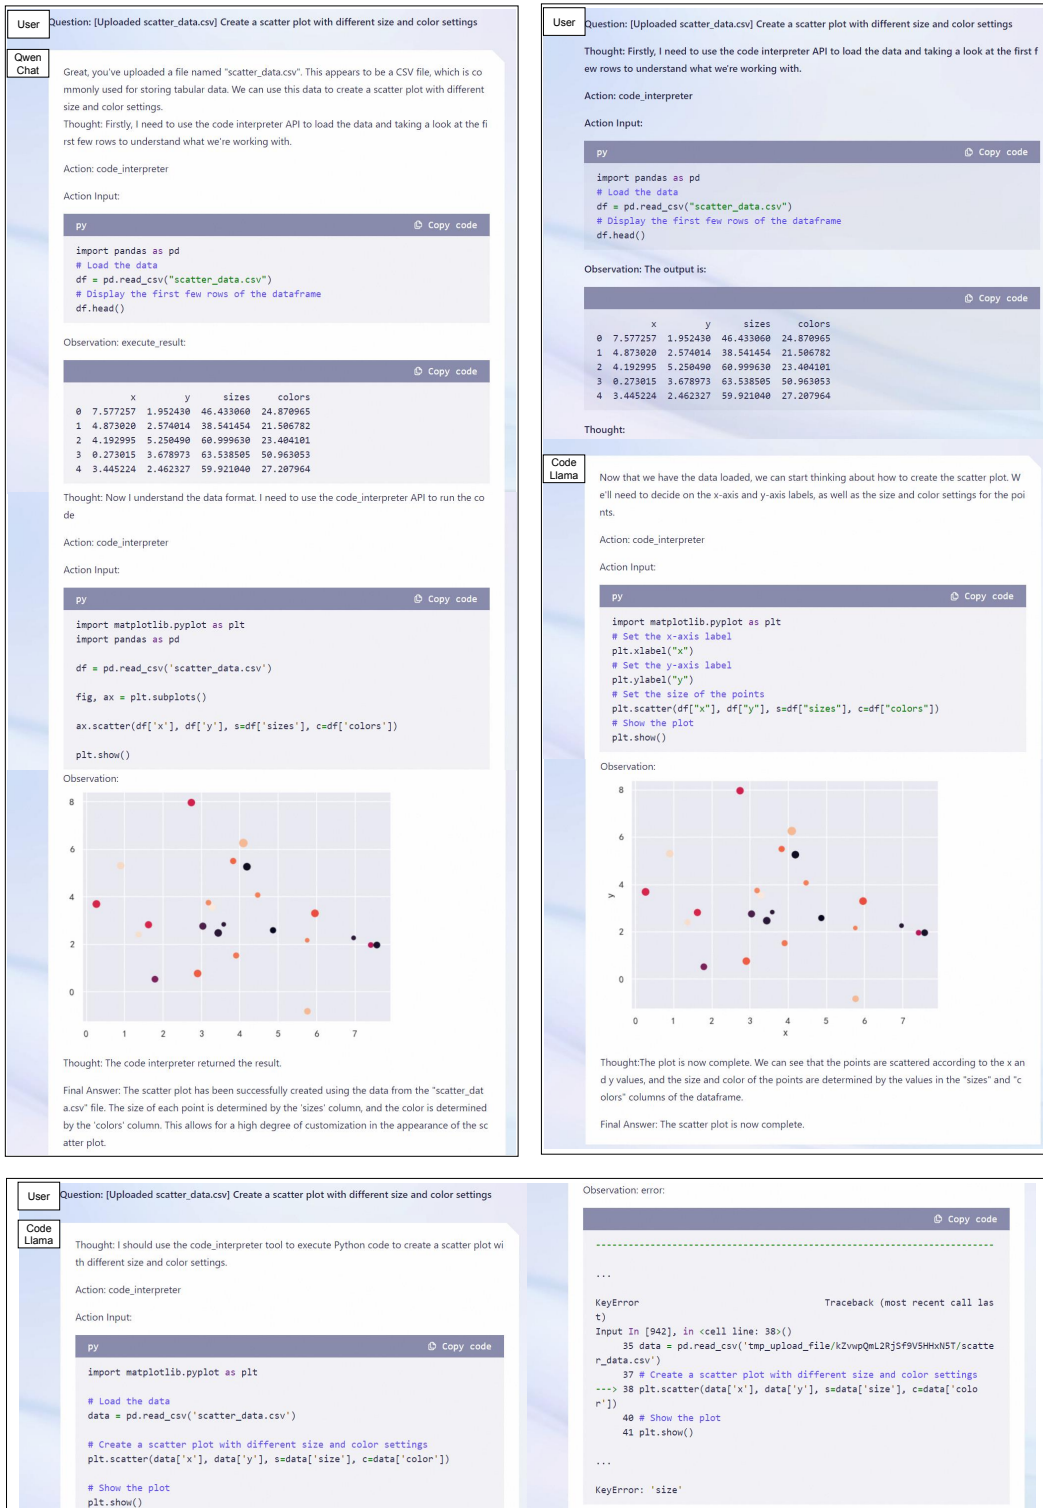 User
Question: [Uploaded scatter_data.csv] Create a scatter plot with different size and color settings
Qwen
Chat
Great, you've uploaded a file named "scatter_data.csv". This appears to be a CSV file, which is co
mmonly used for storing tabular data. We can use this data to create a scatter plot with different
size and color settings.
Thought: Firstly, I need to use the code interpreter API to load the data and taking a look at the fi
rst few rows to understand what we're working with.
Action: code_interpreter
Action Input:
py Copy code
import pandas as pd
# Load the data
df = pd.read_csv("scatter_data.csv")
# Display the first few rows of the dataframe
df.head()
Observation: execute_result:
Copy code
x y sizes colors
0 7.577257 1.952430 46.433060 24.870965
1 4.873020 2.574014 38.541454 21.506782
2 4.192995 5.250490 60.999630 23.404101
3 0.273015 3.678973 63.538505 50.963053
4 3.445224 2.462327 59.921040 27.207964
Thought: Now I understand the data format. I need to use the code_interpreter API to run the co
de
Action: code_interpreter
Action Input:
py Copy code
import matplotlib.pyplot as plt
import pandas as pd
df = pd.read_csv('scatter_data.csv')
fig, ax = plt.subplots()
ax.scatter(df['x'], df['y'], s=df['sizes'], c=df['colors'])
plt.show()
Observation:
8
6
4
2
0
0 1 2 3 4 5 6 7
Thought: The code interpreter returned the result.
Final Answer: The scatter plot has been successfully created using the data from the "scatter_dat
a.csv" file. The size of each point is determined by the 'sizes' column, and the color is determined
by the 'colors' column. This allows for a high degree of customization in the appearance of the sc
atter plot.
User
Question: [Uploaded scatter_data.csv] Create a scatter plot with different size and color settings
Thought: Firstly, I need to use the code interpreter API to load the data and taking a look at the first f
ew rows to understand what we're working with.
Action: code_interpreter
Action Input:
py Copy code
import pandas as pd
# Load the data
df = pd.read_csv("scatter_data.csv")
# Display the first few rows of the dataframe
df.head()
Observation: The output is:
Copy code
x y sizes colors
0 7.577257 1.952430 46.433060 24.870965
1 4.873020 2.574014 38.541454 21.506782
2 4.192995 5.250490 60.999630 23.404101
3 0.273015 3.678973 63.538505 50.963053
4 3.445224 2.462327 59.921040 27.207964
Thought:
Code
Llama
Now that we have the data loaded, we can start thinking about how to create the scatter plot. W
e'll need to decide on the x-axis and y-axis labels, as well as the size and color settings for the poi
nts.
Action: code_interpreter
Action Input:
py Copy code
import matplotlib.pyplot as plt
# Set the x-axis label
plt.xlabel("x")
# Set the y-axis label
plt.ylabel("y")
# Set the size of the points
plt.scatter(df["x"], df["y"], s=df["sizes"], c=df["colors"])
# Show the plot
plt.show()
Observation:
8
6
4
y
2
0
0 1 2 3 4 5 6 7
x
Thought:The plot is now complete. We can see that the points are scattered according to the x an
d y values, and the size and color of the points are determined by the values in the "sizes" and "c
olors" columns of the dataframe.
Final Answer: The scatter plot is now complete.
User
Question: [Uploaded scatter_data.csv] Create a scatter plot with different size and color settings
Code
Llama
Thought: I should use the code_interpreter tool to execute Python code to create a scatter plot wi
th different size and color settings.
Action: code_interpreter
Action Input:
py Copy code
import matplotlib.pyplot as plt
# Load the data
data = pd.read_csv('scatter_data.csv')
# Create a scatter plot with different size and color settings
plt.scatter(data['x'], data['y'], s=data['size'], c=data['color'])
# Show the plot
plt.show()
Observation: error:
Copy code
---------------------------------------------------------------------------
...
KeyError Traceback (most recent call las
t)
Input In [942], in <cell line: 38>()
35 data = pd.read_csv('tmp_upload_file/kZvwpQmL2RjSf9V5HHxN5T/scatte
r_data.csv')
37 # Create a scatter plot with different size and color settings
---> 38 plt.scatter(data['x'], data['y'], s=data['size'], c=data['colo
r'])
40 # Show the plot
41 plt.show()
...
KeyError: 'size'